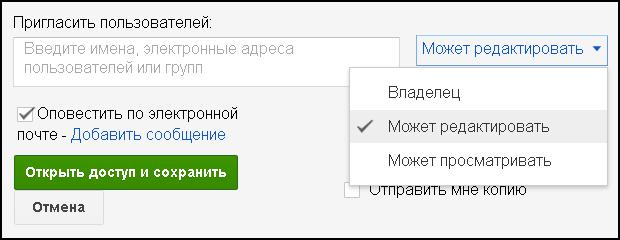 Пригласить пользователей:
Введите имена, электронные адреса
пользователей или групп
Может редактировать
Владелец
Может редактировать
Может просматривать
Оповестить по электронной
почте - Добавить сообщение
Открыть доступ и сохранить
Отправить мне копию
Отмена